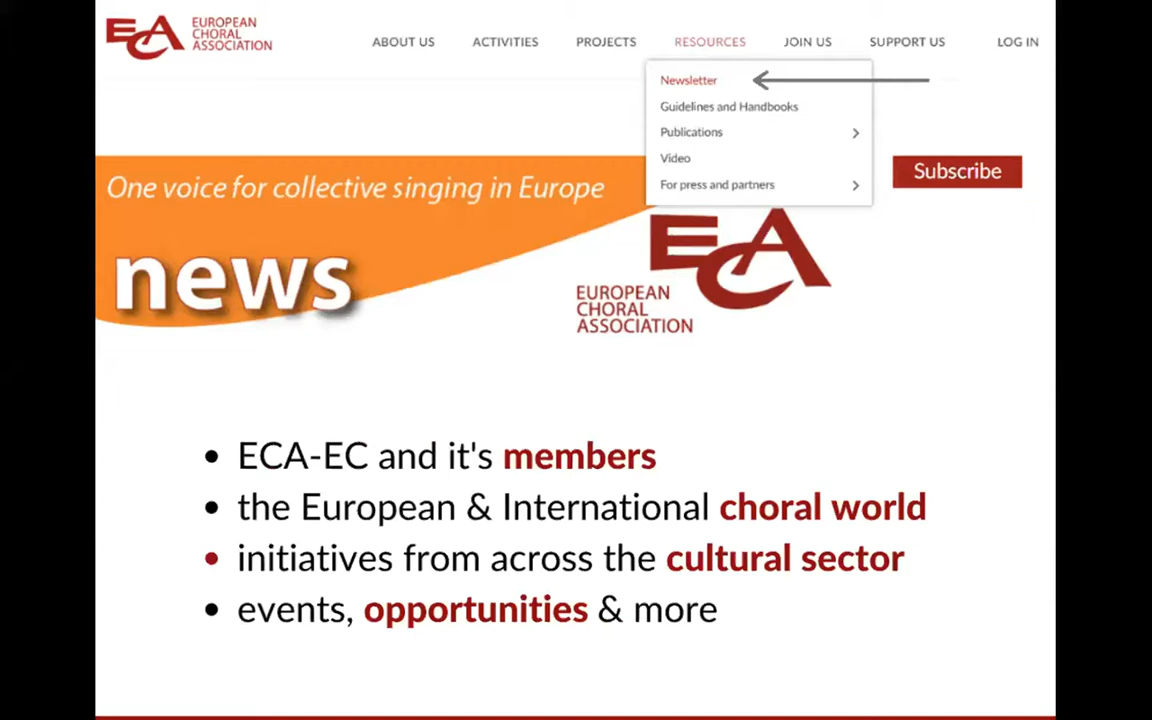 EUROPEAN
CHORAL
ASSOCIATION
ABOUT US ACTIVITIES PROJECTS RESOURCES JOIN US SUPPORT US LOG IN
Newsletter
Guidelines and Handbooks
Publications
Video
For press and partners
Subscribe
One voice for collective singing in Europe
news
ECA
EUROPEAN
CHORAL
ASSOCIATION
• ECA-EC and it's members
• the European & International choral world
• initiatives from across the cultural sector
• events, opportunities & more